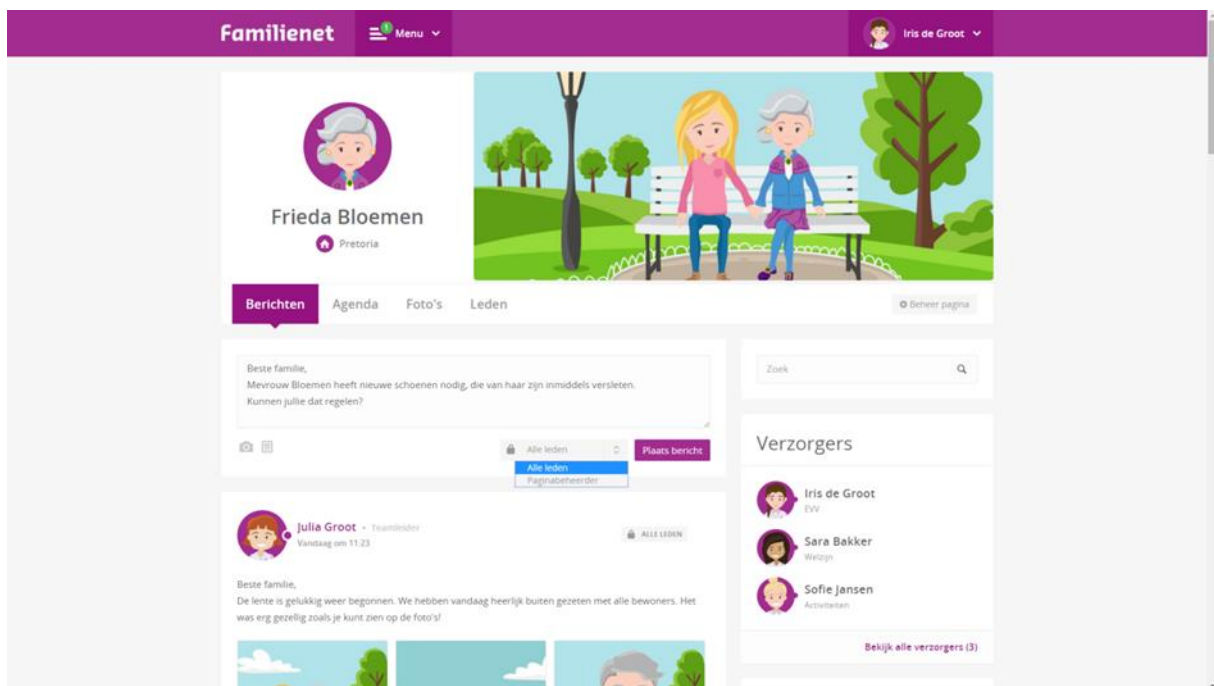 Familienet
1
Menu
Iris de Groot
Frieda Bloemen
Pretoria
Berichten Agenda Foto's Leden
Beheer pagina
Beste familie,
Mevrouw Bloemen heeft nieuwe schoenen nodig, die van haar zijn inmiddels versleten.
Kunnen jullie dat regelen?
Alle leden
Plaats bericht
Alle leden
Paginabeheerder
Julia Groot • Teamleider
Vandaag om 11:23
ALLE LEDEN
Beste familie,
De lente is gelukkig weer begonnen. We hebben vandaag heerlijk buiten gezeten met alle bewoners. Het
was erg gezellig zoals je kunt zien op de foto's!
Zoek
Verzorgers
Iris de Groot
EVV
Sara Bakker
Welzijn
Sofie Jansen
Activiteiten
Bekijk alle verzorgers (3)